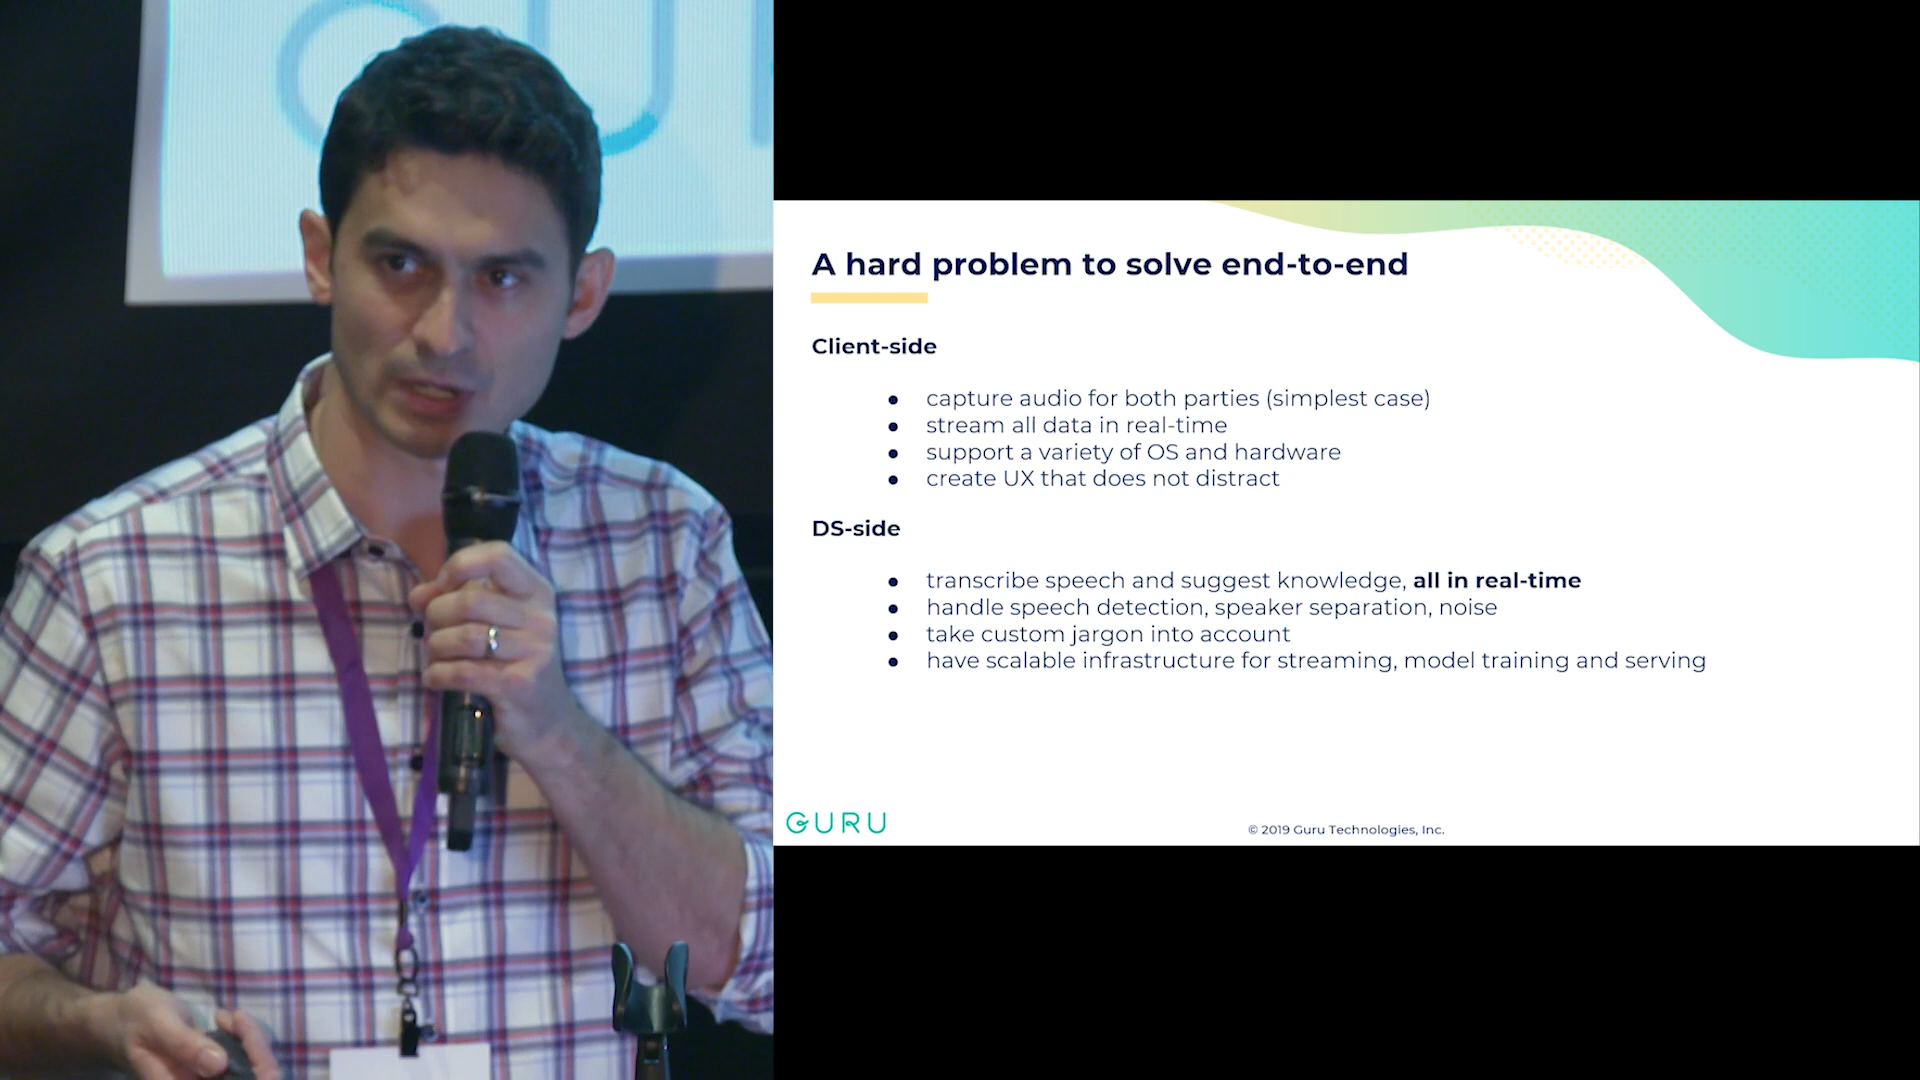 A hard problem to solve end-to-end
Client-side
● capture audio for both parties (simplest case)
● stream all data in real-time
● support a variety of OS and hardware
● create UX that does not distract
DS-side
● transcribe speech and suggest knowledge, all in real-time
● handle speech detection, speaker separation, noise
● take custom jargon into account
● have scalable infrastructure for streaming, model training and serving
GURU
© 2019 Guru Technologies, Inc.